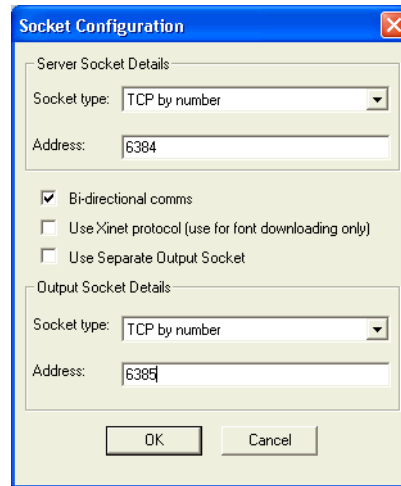 Socket Configuration
Server Socket Details
Socket type: TCP by number
Address: 6384
Bi-directional comms
Use Xinet protocol (use for font downloading only)
Use Separate Output Socket
Output Socket Details
Socket type: TCP by number
Address: 6385
OK Cancel